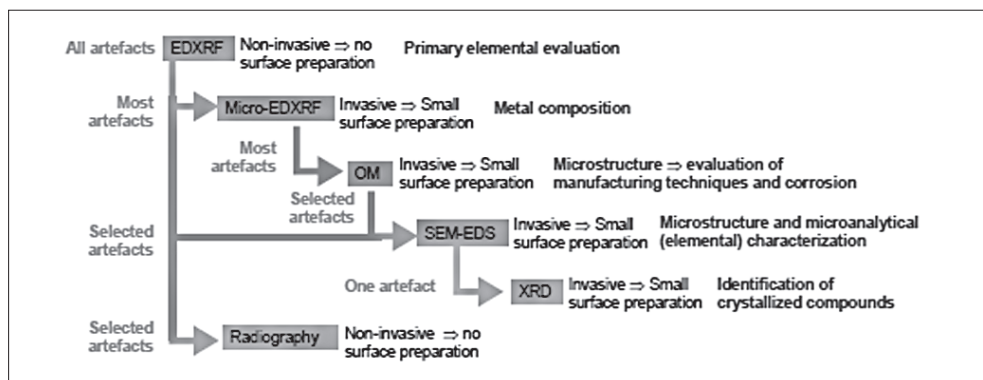 All artefacts EDXRF Non-invasive ⇒ no Primary elemental evaluation
surface preparation
Most
artefacts
Micro-EDXRF Invasive ⇒ Small Metal composition
surface preparation
Most
artefacts
OM Invasive ⇒ Small Microstructure ⇒ evaluation of
surface preparation manufacturing techniques and corrosion
Selected
artefacts
Selected
artefacts
SEM-EDS Invasive ⇒ Small Microstructure and microanalytical
surface preparation (elemental) characterization
One artefact XRD Invasive ⇒ Small Identification of
surface preparation crystallized compounds
Selected
artefacts
Radiography Non-invasive ⇒ no
surface preparation